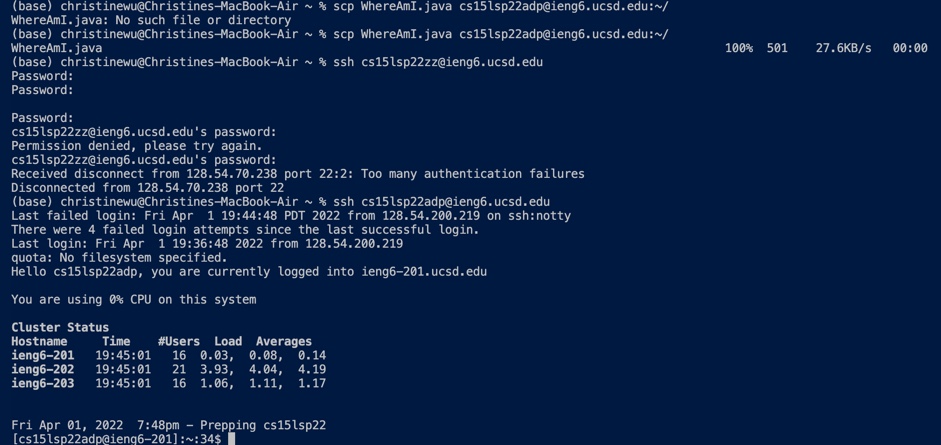 (base) christinewu@Christines-MacBook-Air ~ % scp WhereAmI.java cs15lsp22adp@ieng6.ucsd.edu:~/
WhereAmI.java: No such file or directory
(base) christinewu@Christines-MacBook-Air ~ % scp WhereAmI.java cs15lsp22adp@ieng6.ucsd.edu:~/
WhereAmI.java 100% 501 27.6KB/s 00:00
(base) christinewu@Christines-MacBook-Air ~ % ssh cs15lsp22zz@ieng6.ucsd.edu
Password:
Password:
Password:
cs15lsp22zz@ieng6.ucsd.edu's password:
Permission denied, please try again.
cs15lsp22zz@ieng6.ucsd.edu's password:
Received disconnect from 128.54.70.238 port 22:2: Too many authentication failures
Disconnected from 128.54.70.238 port 22
(base) christinewu@Christines-MacBook-Air ~ % ssh cs15lsp22adp@ieng6.ucsd.edu
Last failed login: Fri Apr  1 19:44:48 PDT 2022 from 128.54.200.219 on ssh:notty
There were 4 failed login attempts since the last successful login.
Last login: Fri Apr  1 19:36:48 2022 from 128.54.200.219
quota: No filesystem specified.
Hello cs15lsp22adp, you are currently logged into ieng6-201.ucsd.edu
You are using 0% CPU on this system
Cluster Status
Hostname     Time    #Users  Load  Averages
ieng6-201   19:45:01   16  0.03,  0.08,  0.14
ieng6-202   19:45:01   21  3.93,  4.04,  4.19
ieng6-203   19:45:01   16  1.06,  1.11,  1.17
Fri Apr 01, 2022  7:48pm - Prepping cs15lsp22
[cs15lsp22adp@ieng6-201]:~:34$